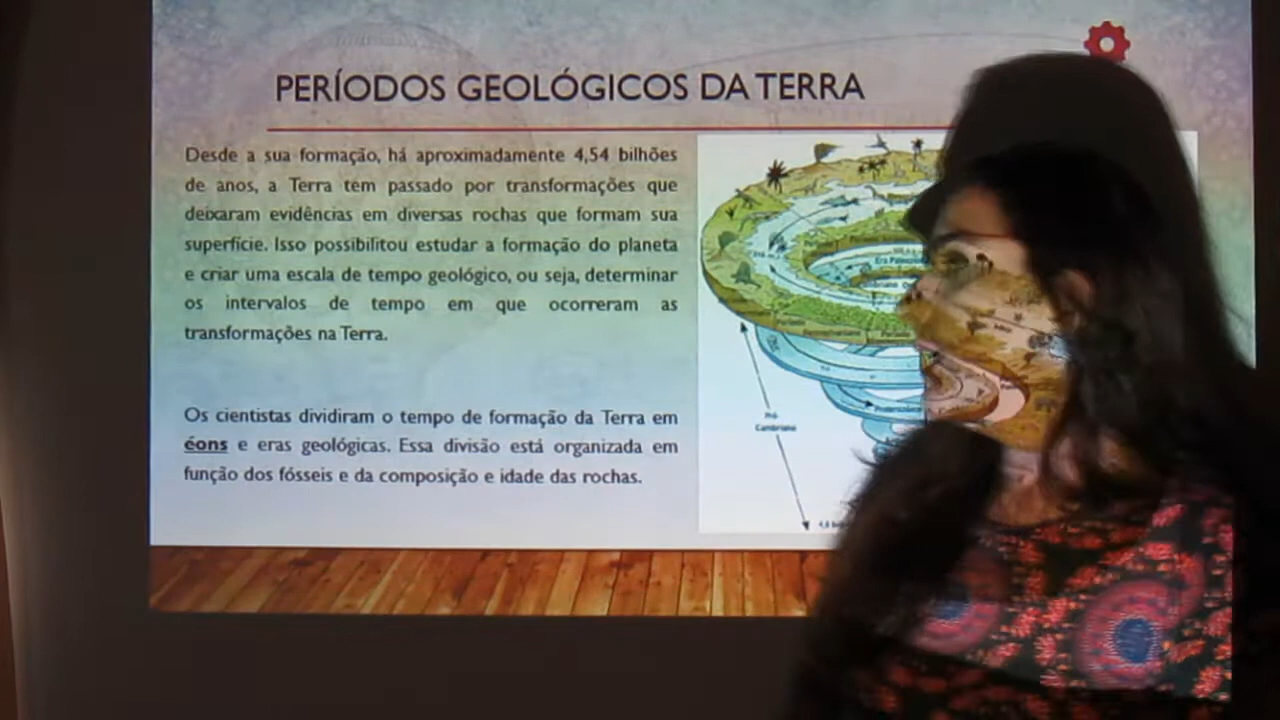 PERÍODOS GEOLÓGICOS DA TERRA
Desde a sua formação, há aproximadamente 4,54 bilhões
de anos, a Terra tem passado por transformações que
deixaram evidências em diversas rochas que formam sua
superfície. Isso possibilitou estudar a formação do planeta
e criar uma escala de tempo geológico, ou seja, determinar
os intervalos de tempo em que ocorreram as
transformações na Terra.
Os cientistas dividiram o tempo de formação da Terra em
éons e eras geológicas. Essa divisão está organizada em
função dos fósseis e da composição e idade das rochas.
Pré
Cambriano